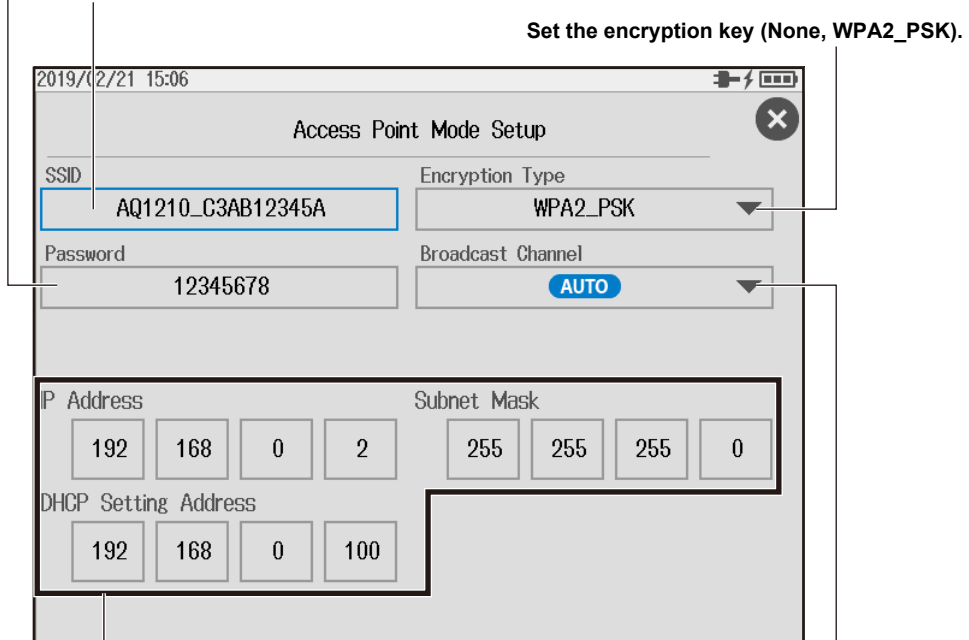 Set the encryption key (None, WPA2_PSK).
2019/02/21 15:06
Access Point Mode Setup
SSID
Encryption Type
AQ1210_C3AB12345A
WPA2_PSK
Password
Broadcast Channel
12345678
AUTO
IP Address
Subnet Mask
192 168 0 2
255 255 255 0
DHCP Setting Address
192 168 0 100